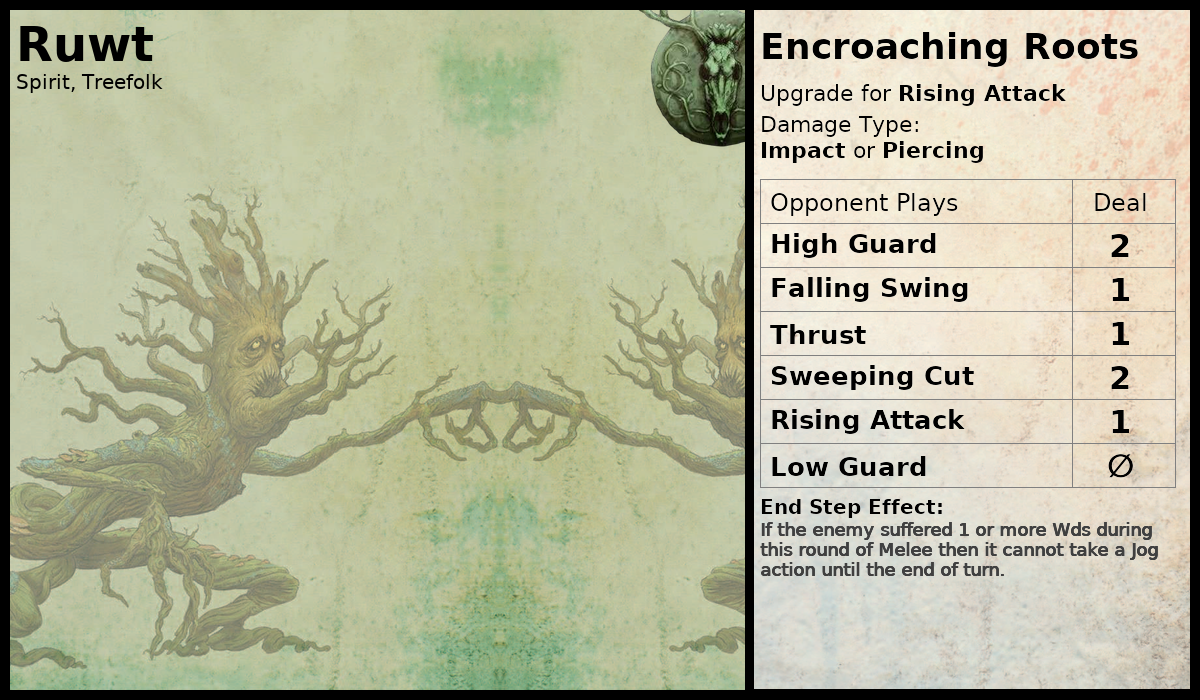 Ruwt
Spirit, Treefolk
Encroaching Roots
Upgrade for Rising Attack
Damage Type:
Impact or Piercing
Opponent Plays Deal
High Guard 2
Falling Swing 1
Thrust 1
Sweeping Cut 2
Rising Attack 1
Low Guard ∅
End Step Effect:
If the enemy suffered 1 or more Wds during
this round of Melee then it cannot take a Jog
action until the end of turn.